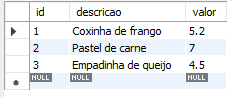 id descricao valor
1 Coxinha de frango 5.2
2 Pastel de carne 7
3 Empadinha de queijo 4.5
NULL NULL NULL